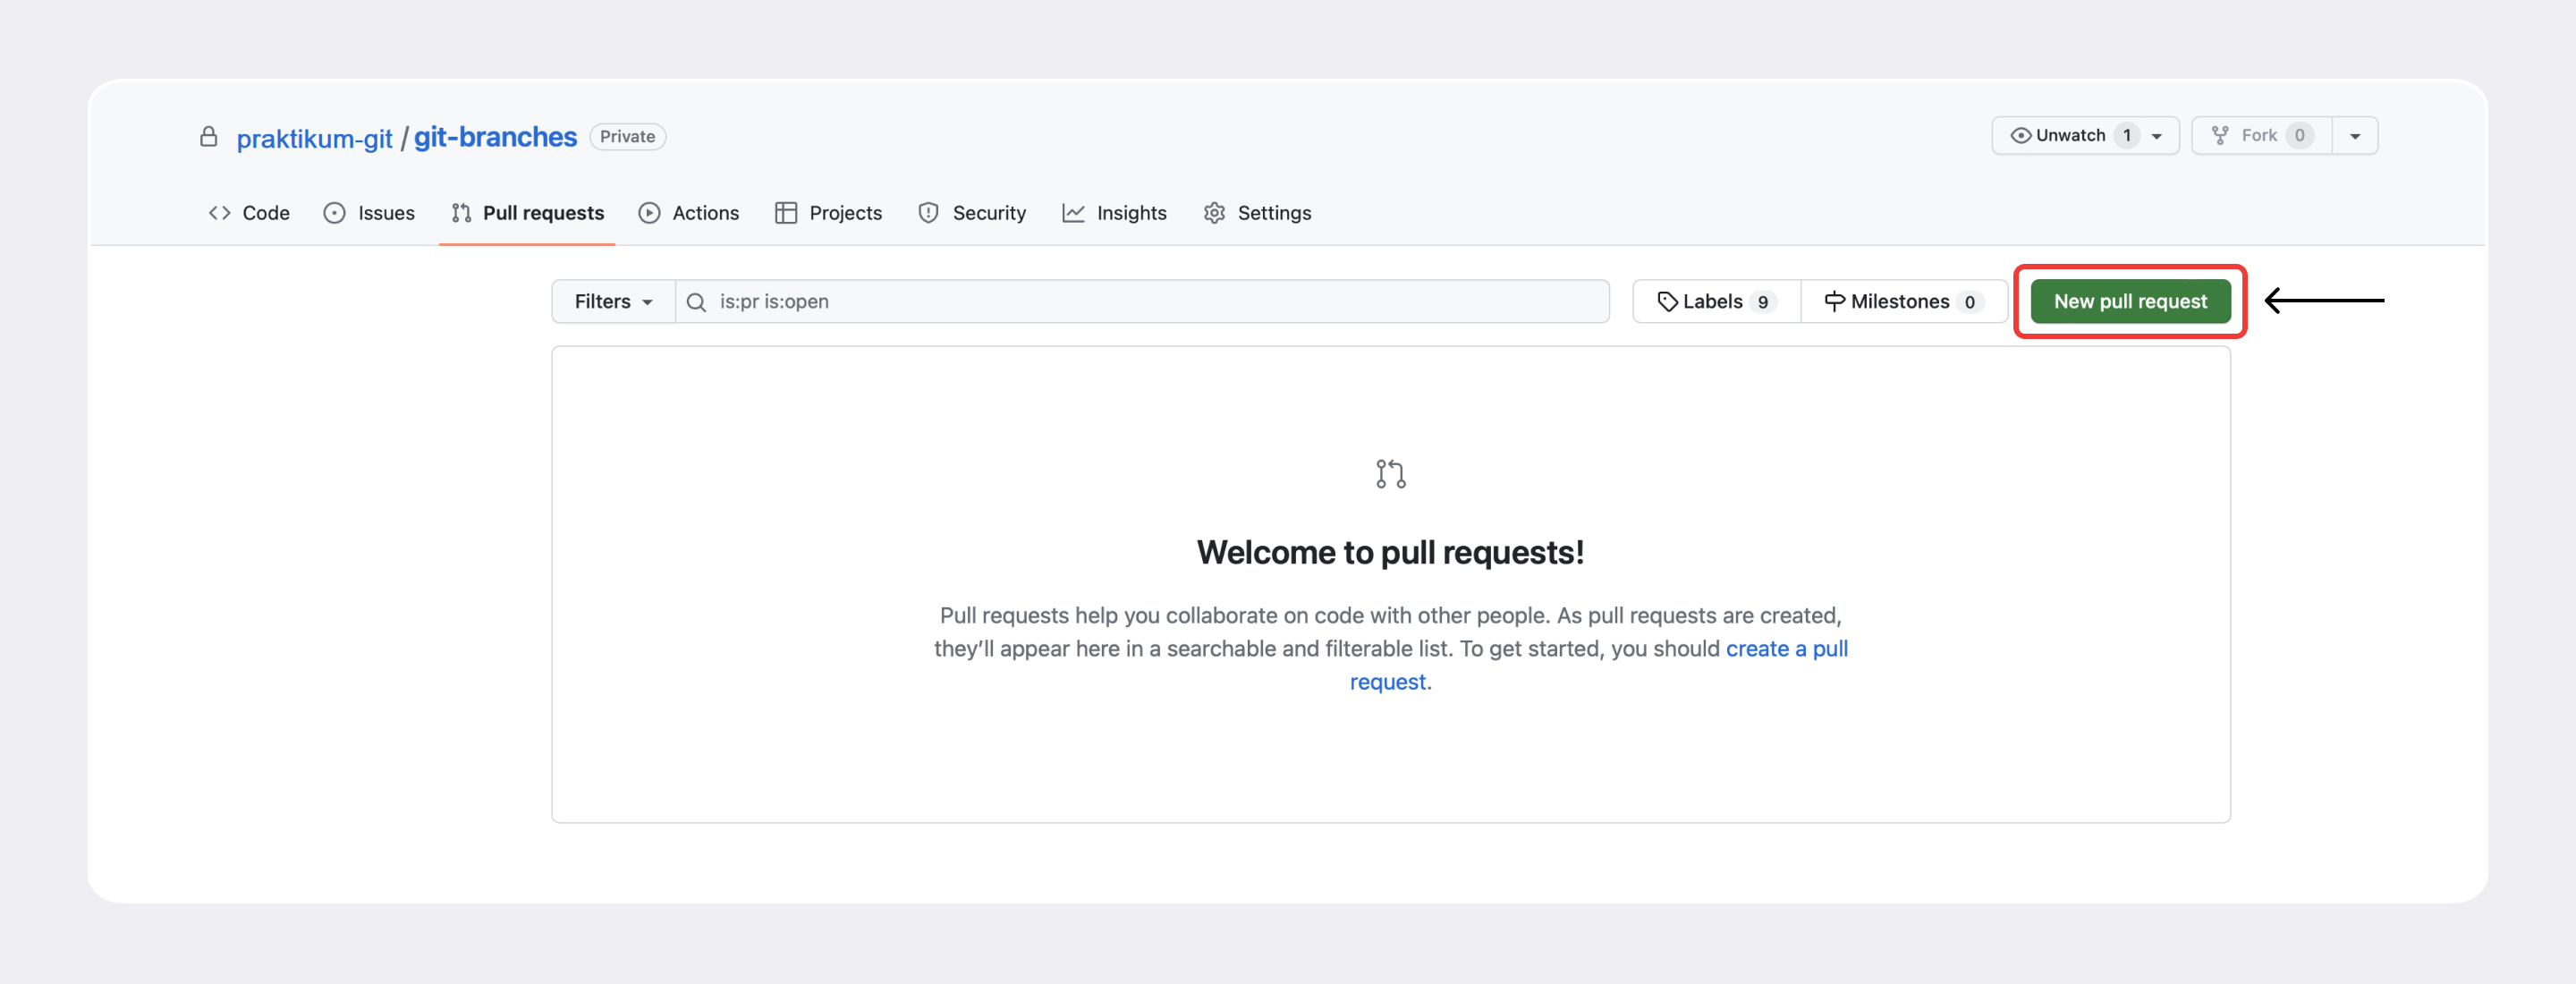 praktikum-git / git-branches Private
Unwatch 1 Fork 0
Code Issues Pull requests Actions Projects Security Insights Settings
Filters is:pr is:open Labels 9 Milestones 0 New pull request
Welcome to pull requests!
Pull requests help you collaborate on code with other people. As pull requests are created,
they’ll appear here in a searchable and filterable list. To get started, you should create a pull
request.